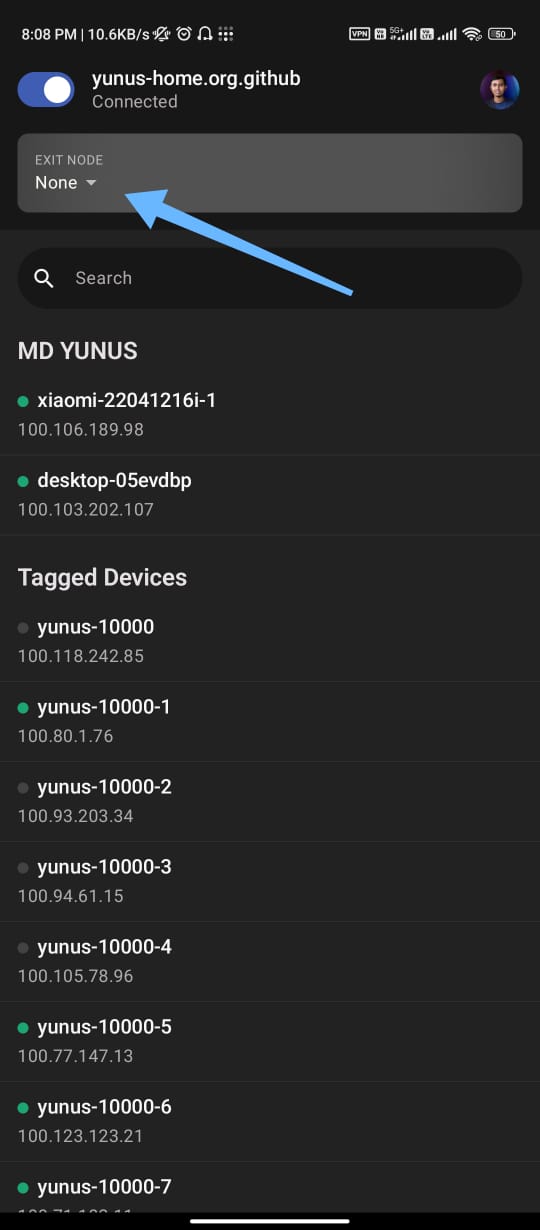 8:08 PM | 10.6KB/s VPN 5G+ 50
yunus-home.org.github
Connected
EXIT NODE
None
Search
MD YUNUS
xiaomi-22041216i-1
100.106.189.98
desktop-05evdbp
100.103.202.107
Tagged Devices
yunus-10000
100.118.242.85
yunus-10000-1
100.80.1.76
yunus-10000-2
100.93.203.34
yunus-10000-3
100.94.61.15
yunus-10000-4
100.105.78.96
yunus-10000-5
100.77.147.13
yunus-10000-6
100.123.123.21
yunus-10000-7